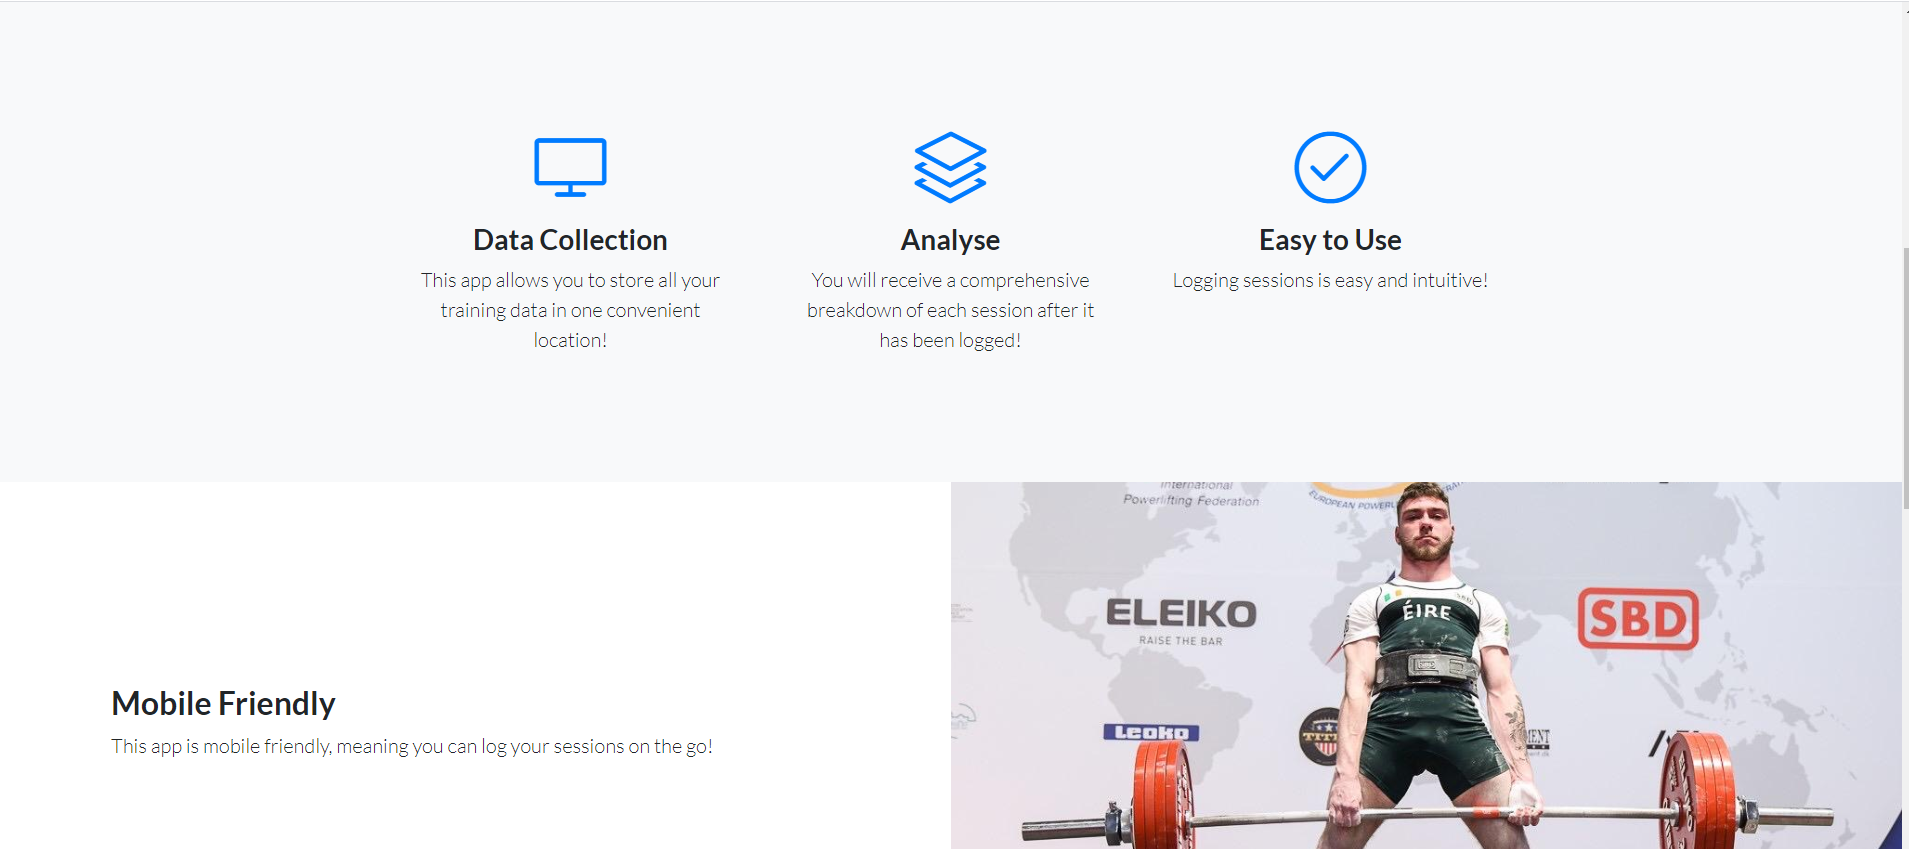 Data Collection
This app allows you to store all your
training data in one convenient
location!
Analyse
You will receive a comprehensive
breakdown of each session after it
has been logged!
Easy to Use
Logging sessions is easy and intuitive!
Mobile Friendly
This app is mobile friendly, meaning you can log your sessions on the go!
International
Powerlifting Federation
EUROPEAN
ELEIKO
RAISE THE BAR
ÉIRE
SBD
SBD
Leoko